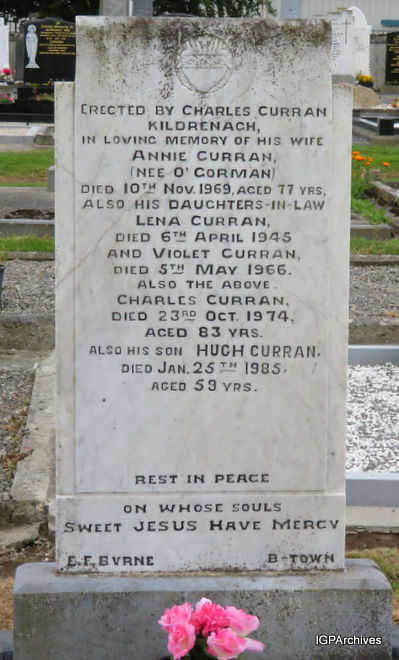 Erected by Charles Curran
Kildrenagh,
in loving memory of his wife
Annie Curran,
(nee O'Gorman)
died 10th Nov. 1969, aged 77 yrs,
also his daughters-in-law
Lena Curran,
died 6th April 1945
and Violet Curran,
died 5th May 1966.
Also the above
Charles Curran,
died 23rd Oct. 1974,
aged 83 yrs.
also his son Hugh Curran,
died Jan. 25th 1985,
aged 59 yrs.
Rest in peace
on whose souls
Sweet Jesus Have Mercy
E.F. Byrne B-town
IGPArchives